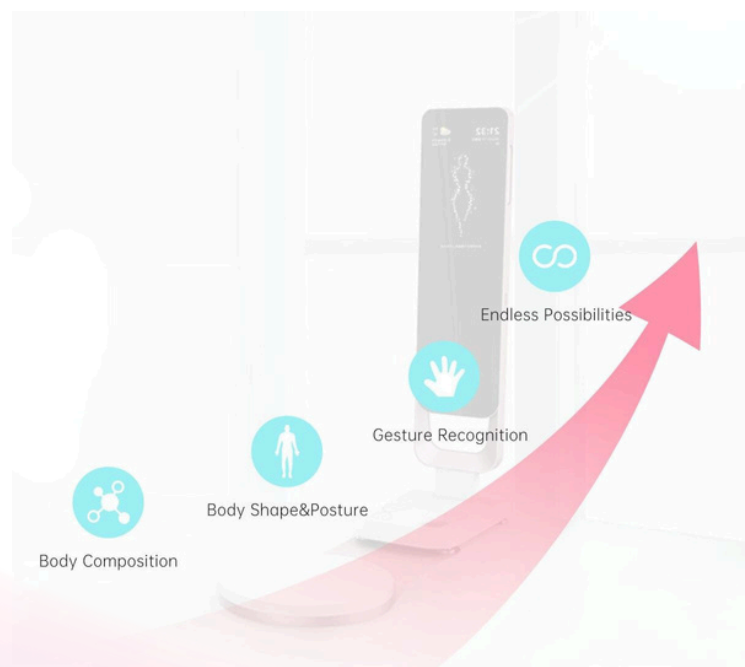 Endless Possibilities
Gesture Recognition
Body Shape&Posture
Body Composition